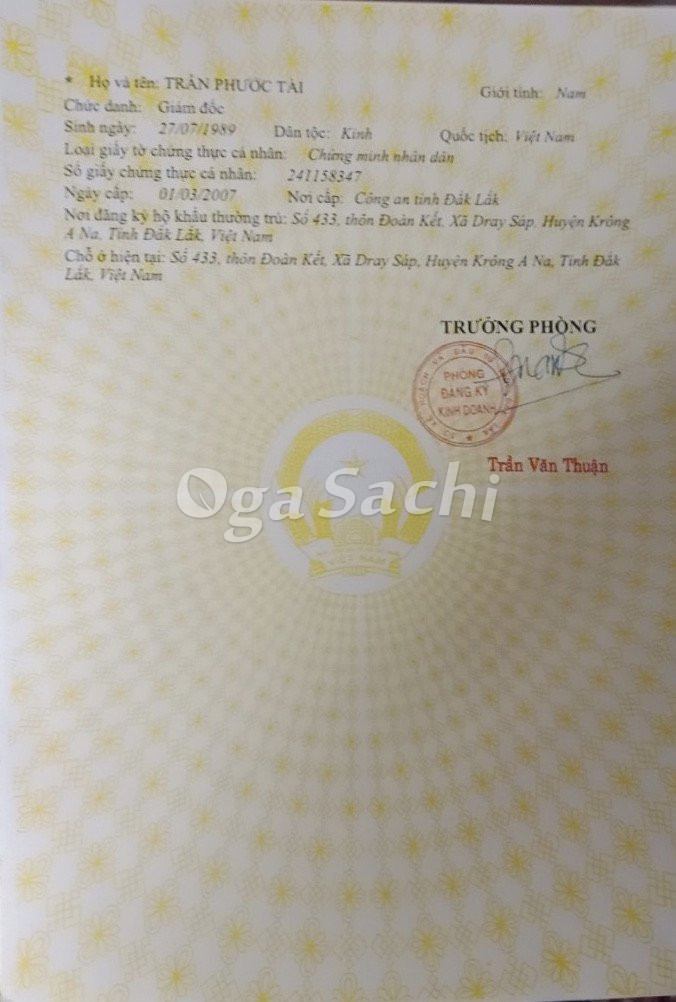 * Họ và tên: TRẦN PHƯỚC TÀI Giới tính: Nam
Chức danh: Giám đốc
Sinh ngày: 27/07/1989 Dân tộc: Kinh Quốc tịch: Việt Nam
Loại giấy tờ chứng thực cá nhân: Chứng minh nhân dân
Số giấy chứng thực cá nhân: 241158347
Ngày cấp: 01/03/2007 Nơi cấp: Công an tỉnh Đắk Lắk
Nơi đăng ký hộ khẩu thường trú: Số 433, thôn Đoàn Kết, Xã Dray Sáp, Huyện Krông
A Na, Tỉnh Đắk Lắk, Việt Nam
Chỗ ở hiện tại: Số 433, thôn Đoàn Kết, Xã Dray Sáp, Huyện Krông A Na, Tỉnh Đắk
Lắk, Việt Nam
TRƯỞNG PHÒNG
PHÒNG
ĐĂNG KÝ
KINH DOANH
Trần Văn Thuận
Oga Sachi
VIỆT NAM